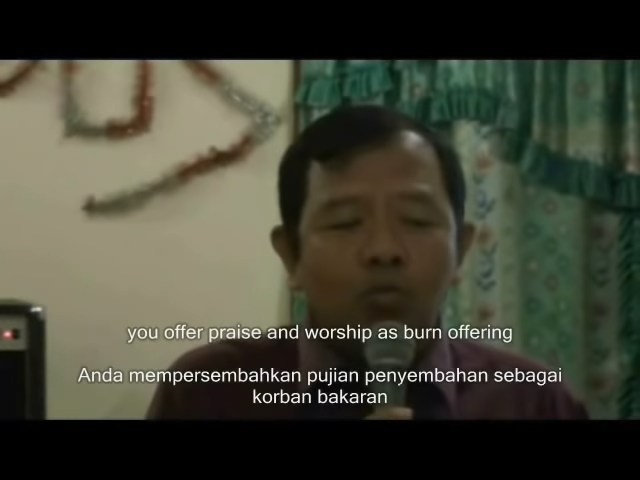 you offer praise and worship as burn offering
Anda mempersembahkan pujian penyembahan sebagai
korban bakaran